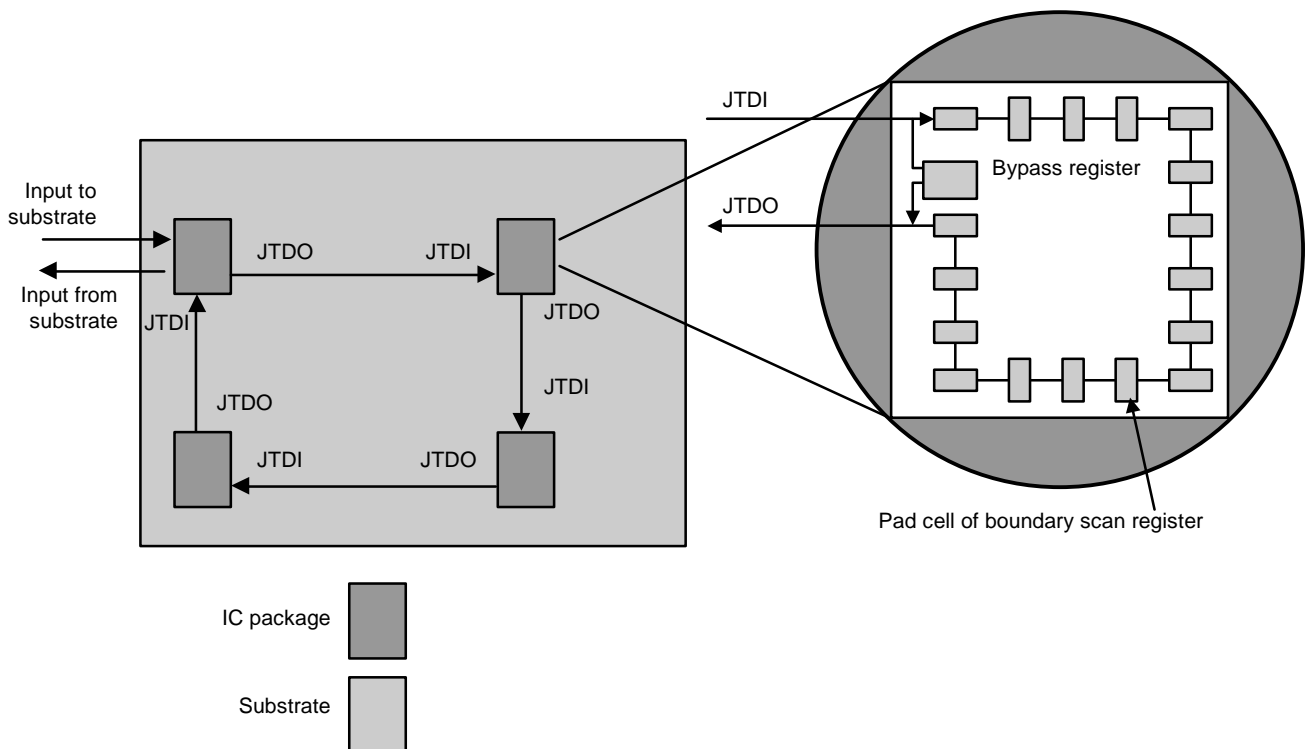 JTDI
Bypass register
JTDO
Input to
substrate
JTDO
JTDI
Input from
substrate
JTDI
JTDO
JTDI
JTDO
JTDI
JTDO
Pad cell of boundary scan register
IC package
Substrate